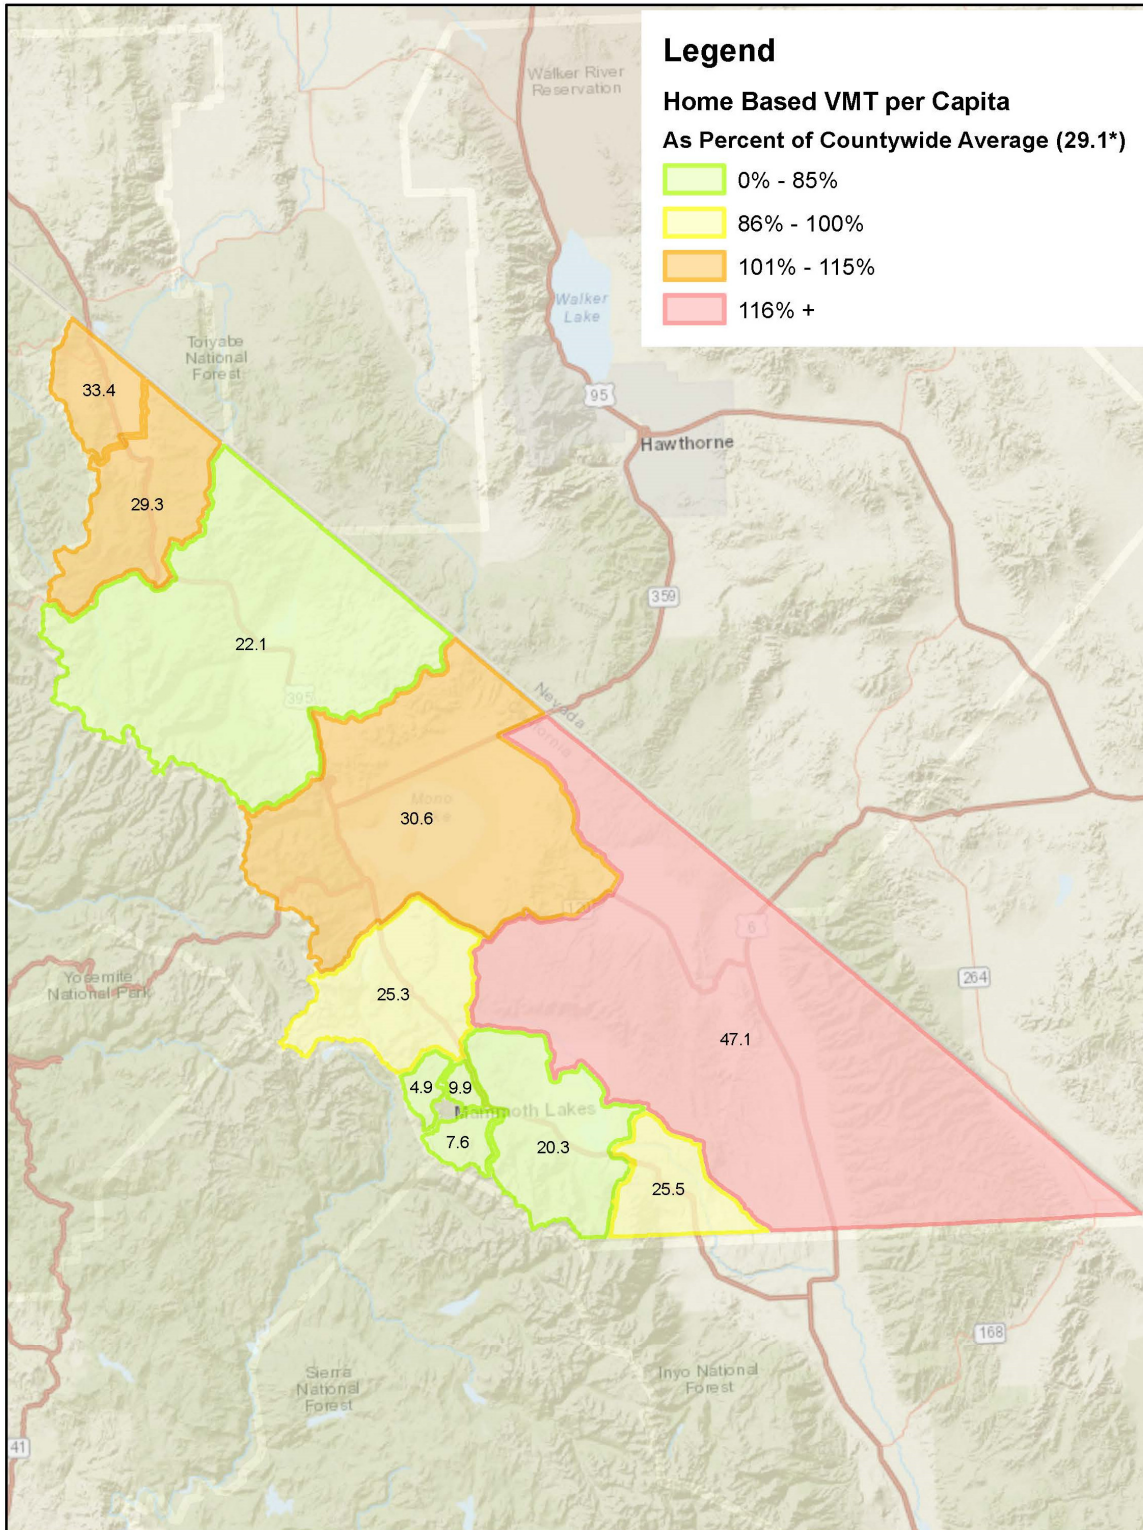 Legend
Home Based VMT per Capita
As Percent of Countywide Average (29.1*)
0% - 85%
86% - 100%
101% - 115%
116% +
Walker River
Reservation
Walker
Lake
Toiyabe
National
Forest
95
Hawthorne
33.4
29.3
359
22.1
395
Nevada
California
Mono
Lake
30.6
120
6
Yosemite
National Park
264
25.3
47.1
4.9
9.9
Mammoth Lakes
7.6
20.3
25.5
168
Sierra
National
Forest
Inyo National
Forest
41